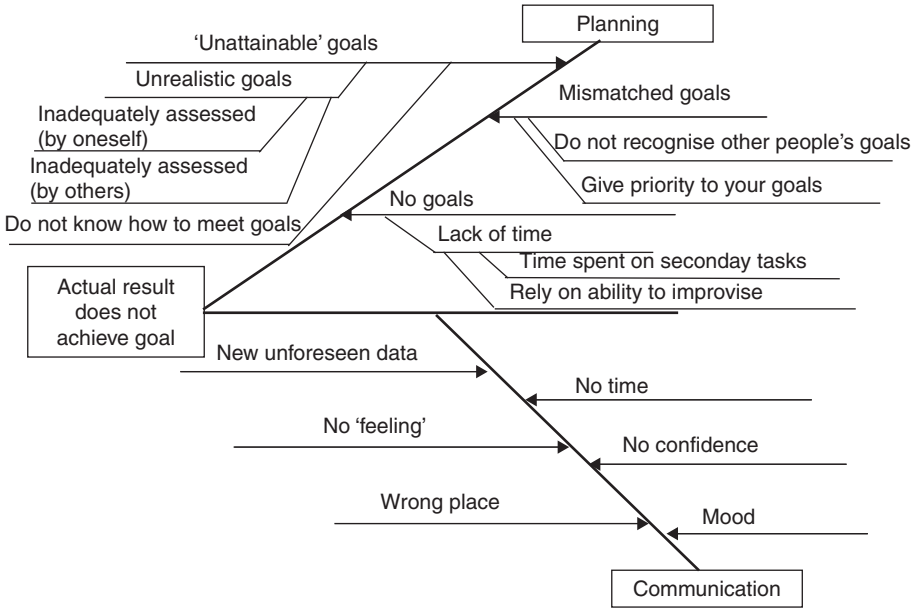 Planning
‘Unattainable’ goals
Unrealistic goals
Mismatched goals
Inadequately assessed
(by oneself)
Do not recognise other people’s goals
Inadequately assessed
(by others)
Give priority to your goals
No goals
Do not know how to meet goals
Lack of time
Time spent on seconday tasks
Rely on ability to improvise
Actual result
does not
achieve goal
New unforeseen data
No time
No ‘feeling’
No confidence
Wrong place
Mood
Communication